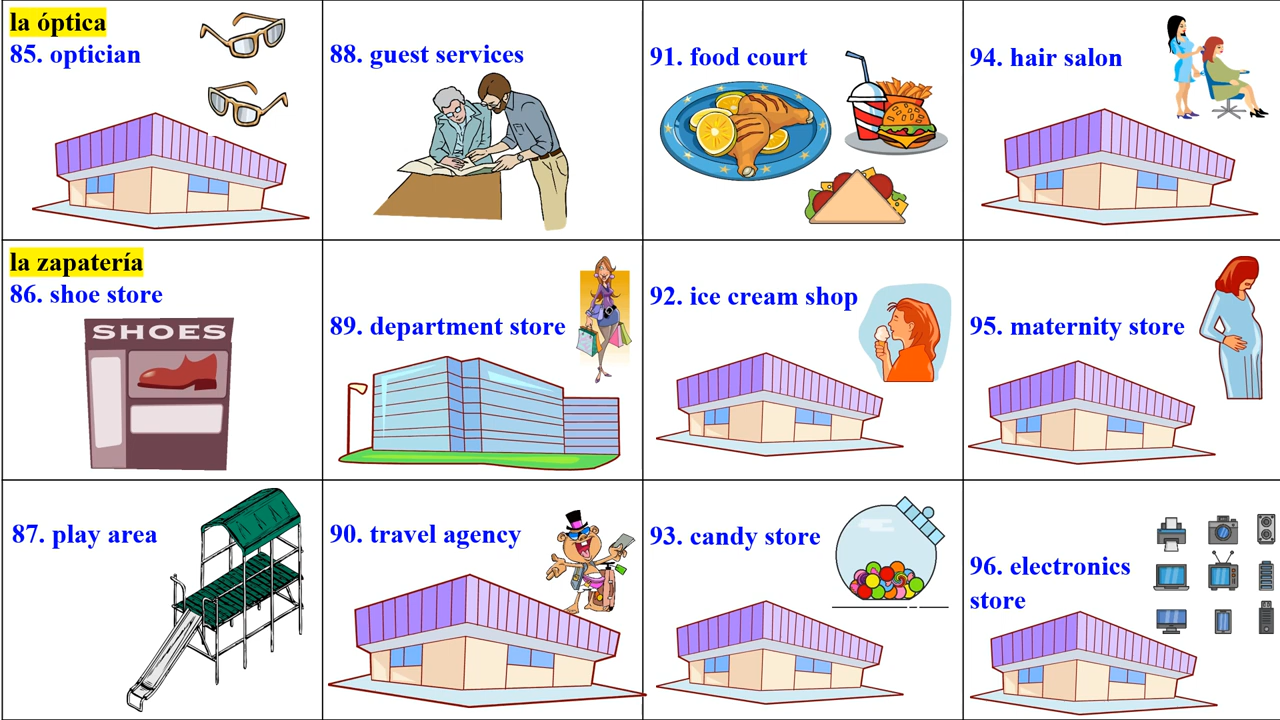 la óptica
85. optician
88. guest services
91. food court
94. hair salon
la zapatería
86. shoe store
SHOES
89. department store
92. ice cream shop
95. maternity store
87. play area
90. travel agency
93. candy store
96. electronics
store